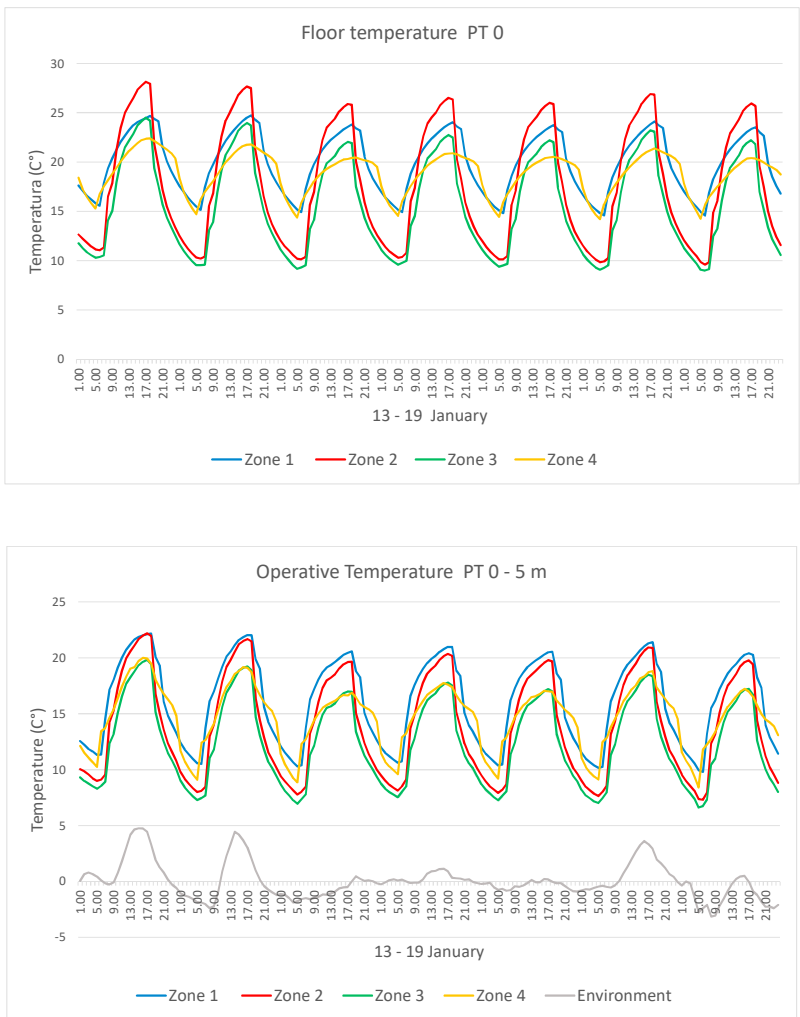 Floor temperature PT 0
30
25
20
15
10
5
0
Temperatura (C°)
1.00 5.00 9.00 13.00 17.00 21.00 1.00 5.00 9.00 13.00 17.00 21.00 1.00 5.00 9.00 13.00 17.00 21.00 1.00 5.00 9.00 13.00 17.00 21.00 1.00 5.00 9.00 13.00 17.00 21.00 1.00 5.00 9.00 13.00 17.00 21.00 1.00 5.00 9.00 13.00 17.00 21.00
13 - 19 January
Zone 1 Zone 2 Zone 3 Zone 4
Operative Temperature PT 0 - 5 m
25
20
15
10
5
0
-5
Temperature (C°)
1.00 5.00 9.00 13.00 17.00 21.00 1.00 5.00 9.00 13.00 17.00 21.00 1.00 5.00 9.00 13.00 17.00 21.00 1.00 5.00 9.00 13.00 17.00 21.00 1.00 5.00 9.00 13.00 17.00 21.00 1.00 5.00 9.00 13.00 17.00 21.00 1.00 5.00 9.00 13.00 17.00 21.00
13 - 19 January
Zone 1 Zone 2 Zone 3 Zone 4 Environment